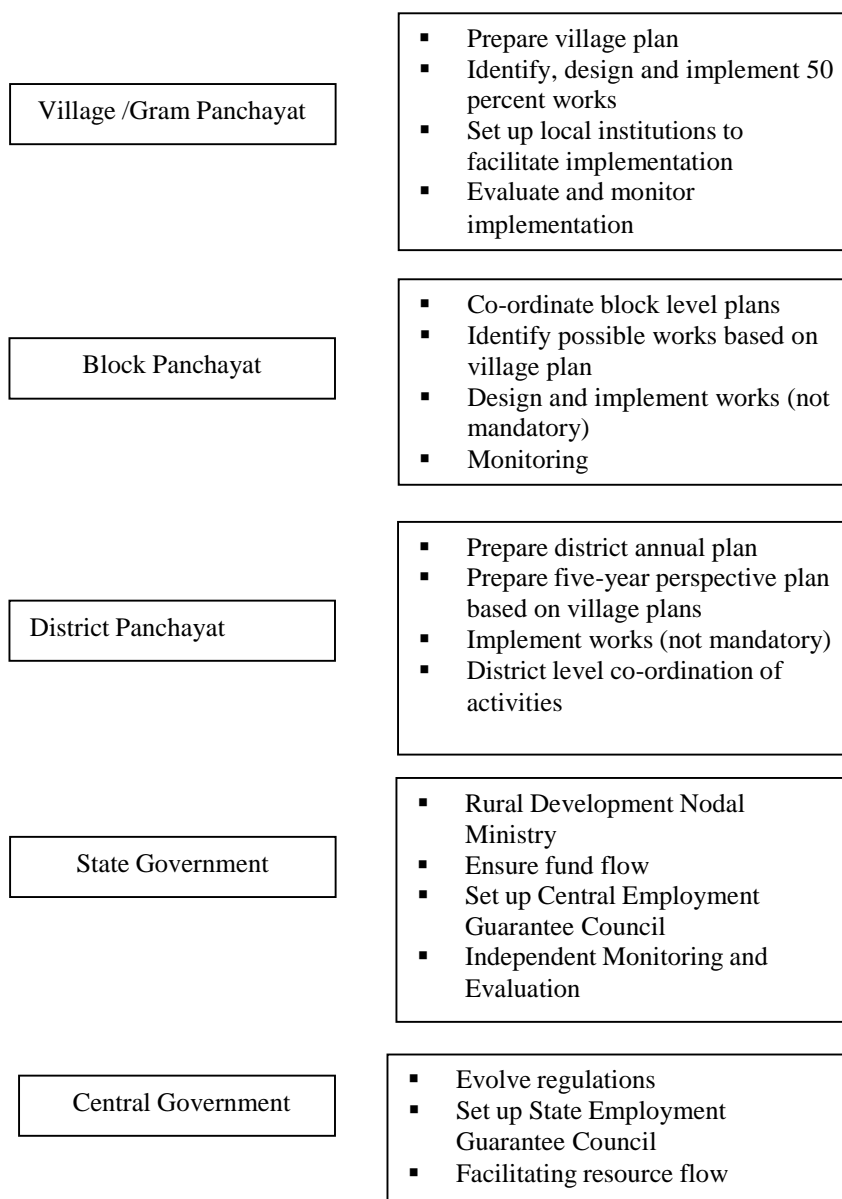 Village /Gram Panchayat
▪ Prepare village plan
▪ Identify, design and implement 50
percent works
▪ Set up local institutions to
facilitate implementation
▪ Evaluate and monitor
implementation
Block Panchayat
▪ Co-ordinate block level plans
▪ Identify possible works based on
village plan
▪ Design and implement works (not
mandatory)
▪ Monitoring
District Panchayat
▪ Prepare district annual plan
▪ Prepare five-year perspective plan
based on village plans
▪ Implement works (not mandatory)
▪ District level co-ordination of
activities
State Government
▪ Rural Development Nodal
Ministry
▪ Ensure fund flow
▪ Set up Central Employment
Guarantee Council
▪ Independent Monitoring and
Evaluation
Central Government
▪ Evolve regulations
▪ Set up State Employment
Guarantee Council
▪ Facilitating resource flow